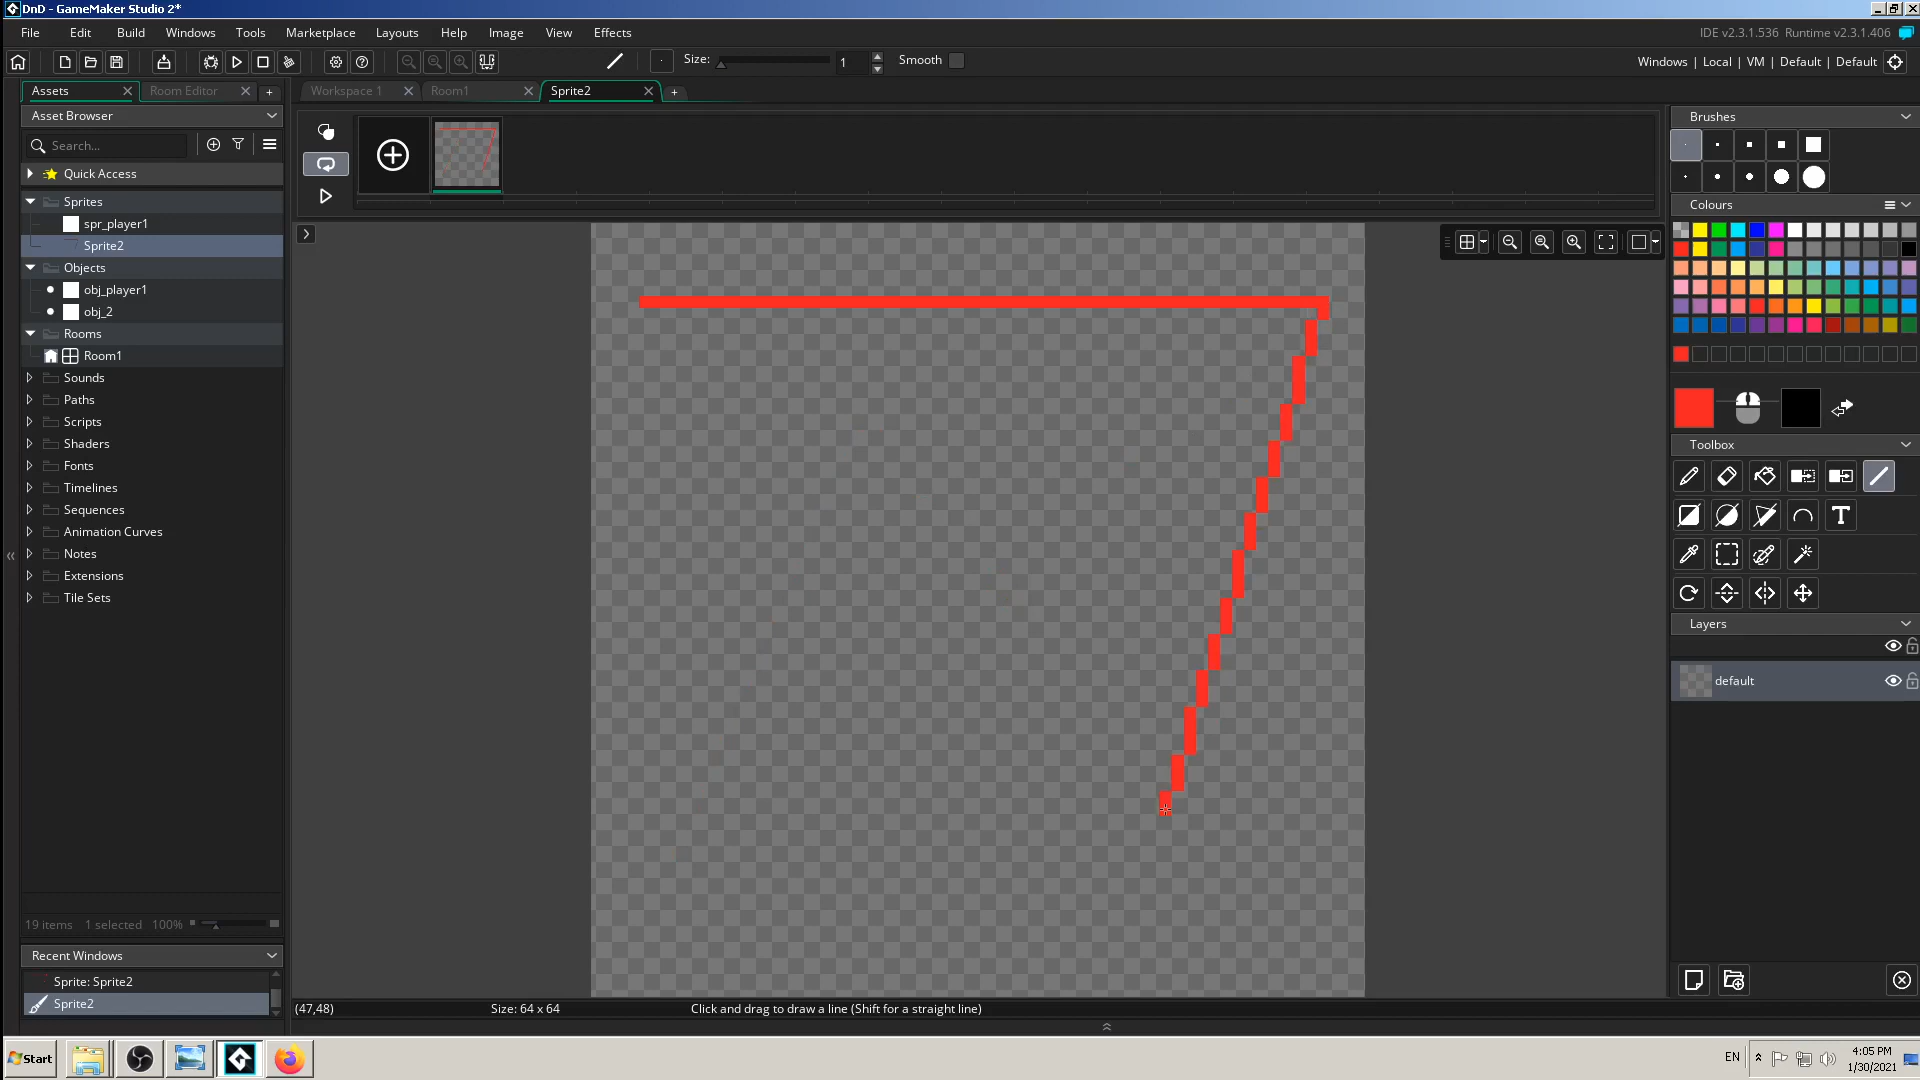 DnD - GameMaker Studio 2*
File Edit Build Windows Tools Marketplace Layouts Help Image View Effects
IDE v2.3.1.536 Runtime v2.3.1.406
Size: 1 Smooth
Windows | Local | VM | Default | Default
Assets Room Editor
Workspace 1 Room1 Sprite2
Asset Browser
Search...
Quick Access
Sprites
spr_player1
Sprite2
Objects
obj_player1
obj_2
Rooms
Room1
Sounds
Paths
Scripts
Shaders
Fonts
Timelines
Sequences
Animation Curves
Notes
Extensions
Tile Sets
19 items 1 selected 100%
Recent Windows
Sprite: Sprite2
Sprite2
Brushes
Colours
Toolbox
T
Layers
default
(47,48) Size: 64 x 64 Click and drag to draw a line (Shift for a straight line)
Start
EN
4:05 PM
1/30/2021